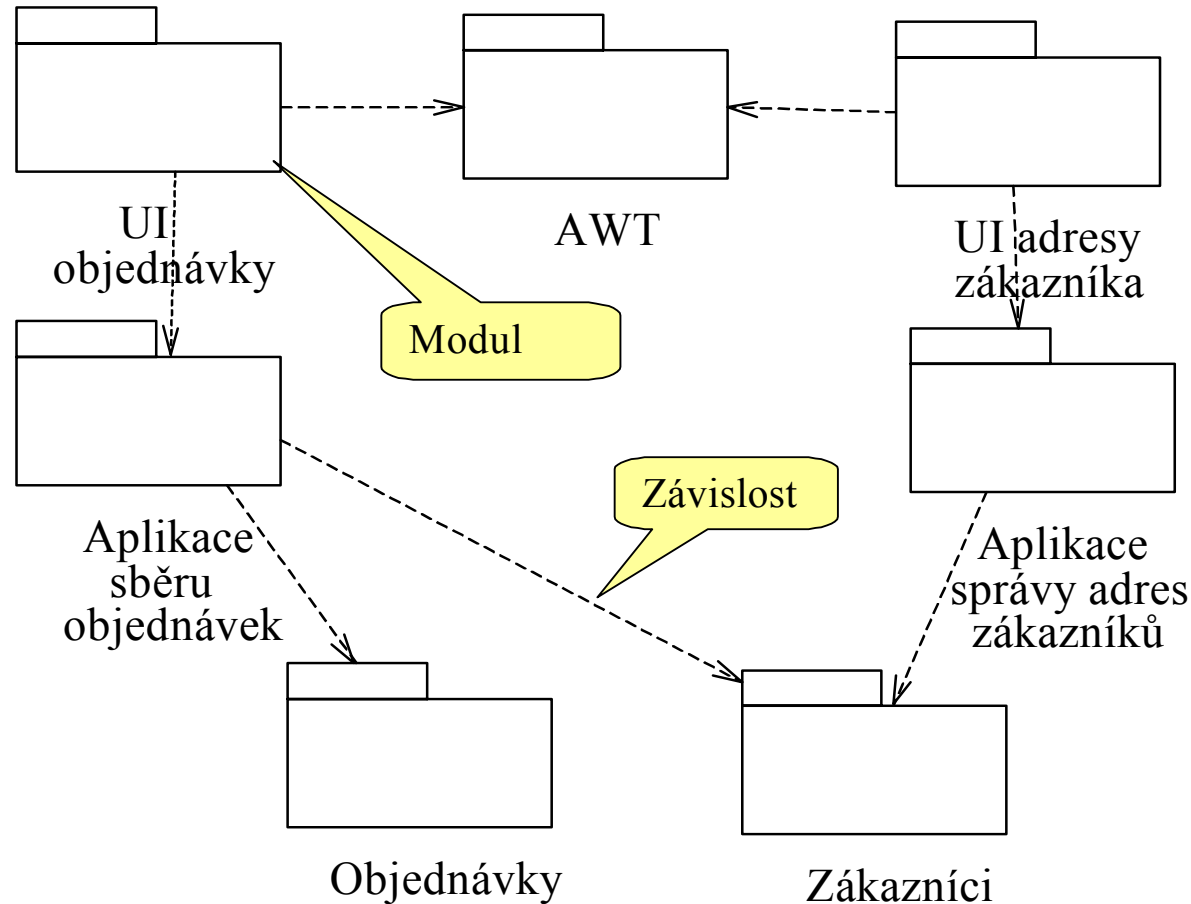 UI
objednávky
AWT
UI adresy
zákazníka
Modul
Závislost
Aplikace
sběru
objednávek
Aplikace
správy adres
zákazníků
Objednávky
Zákazníci